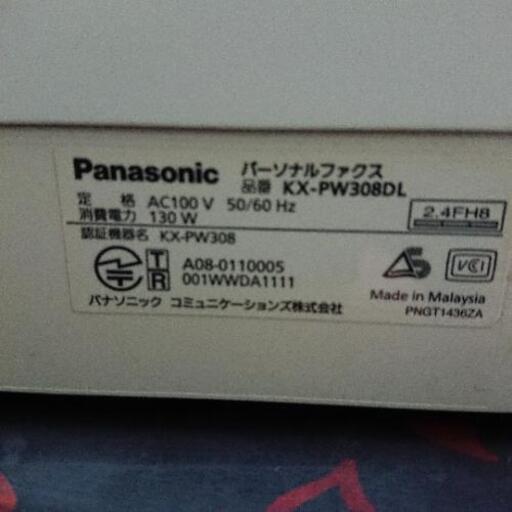 Panasonic パーソナルファクス
品番 KX-PW308DL
定格 AC100 V 50/60 Hz
消費電力 130 W
2.4FH8
認証機器名 KX-PW308
T A08-0110005
R 001WWDA1111
VCI
パナソニック コミュニケーションズ株式会社
Made in Malaysia
PNGT1436ZA